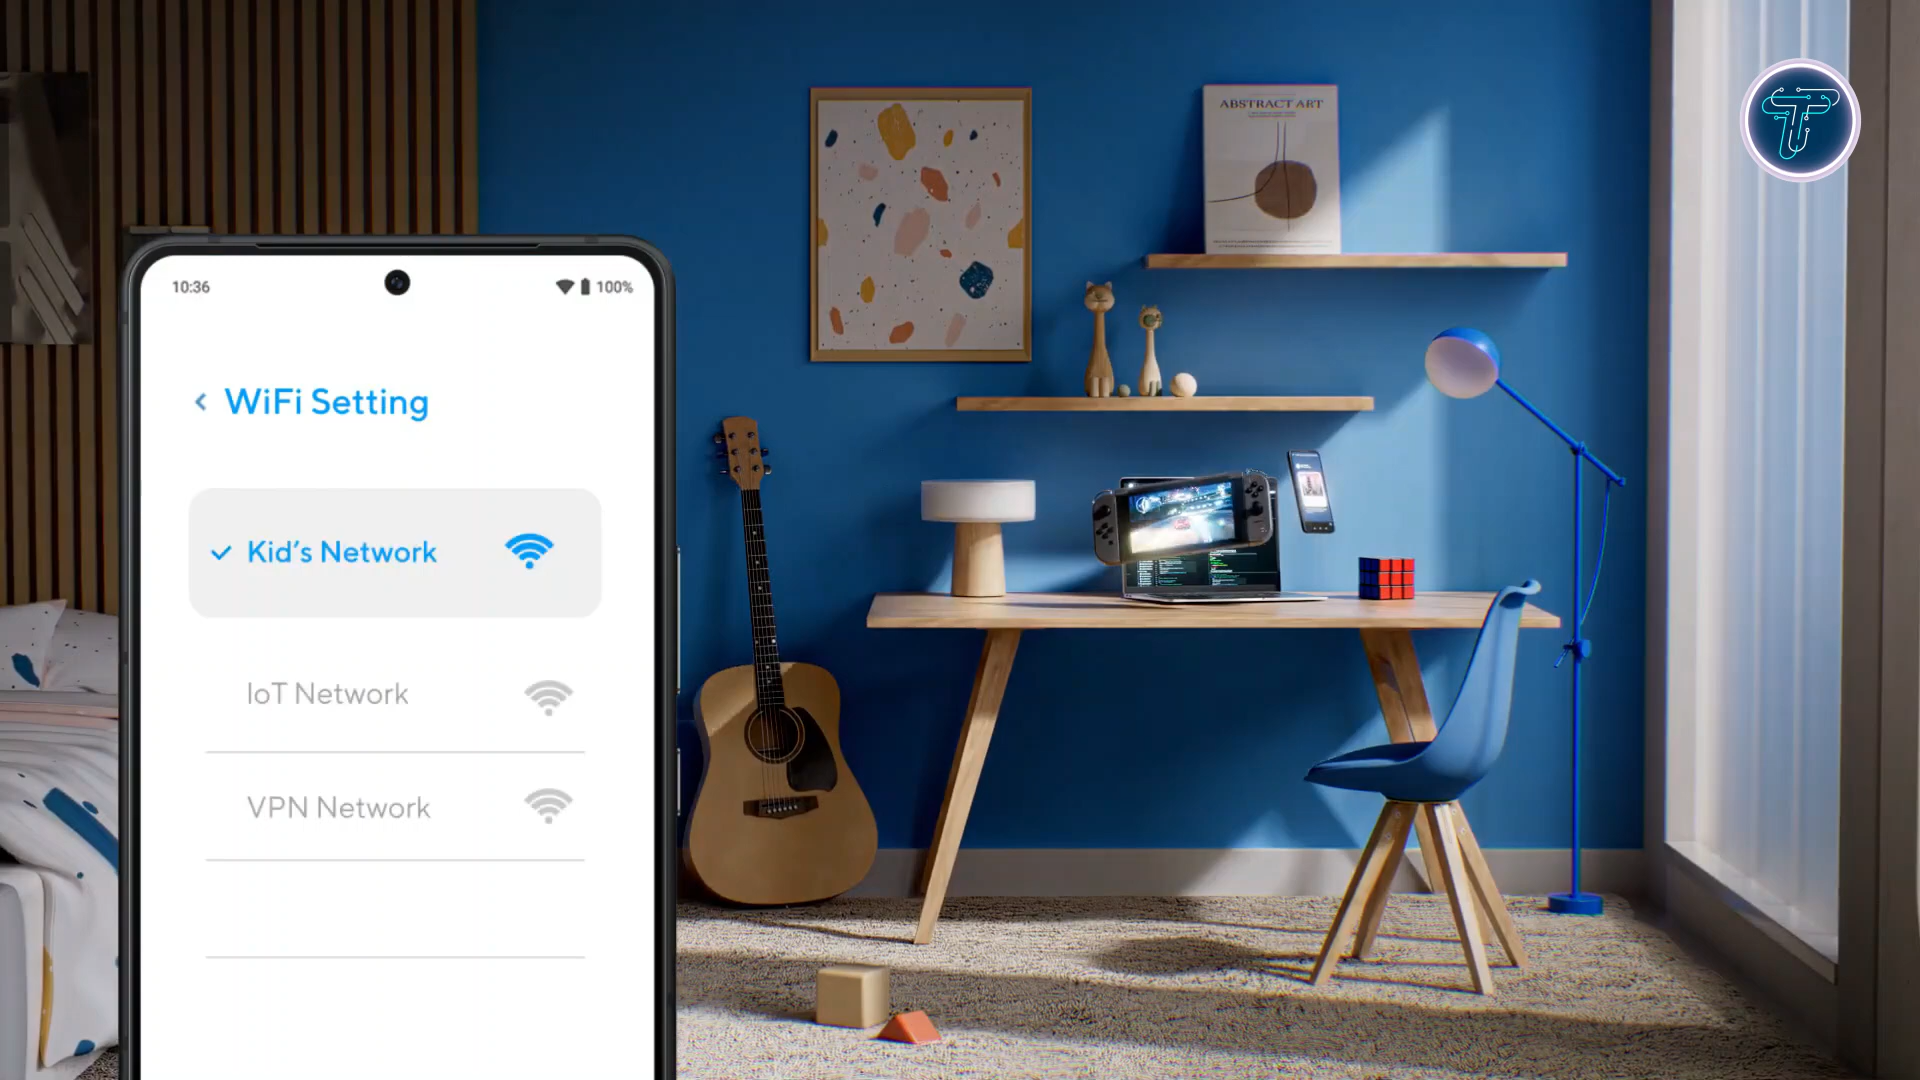 10:36
100%
WiFi Setting
Kid's Network
IoT Network
VPN Network
ABSTRACT ART